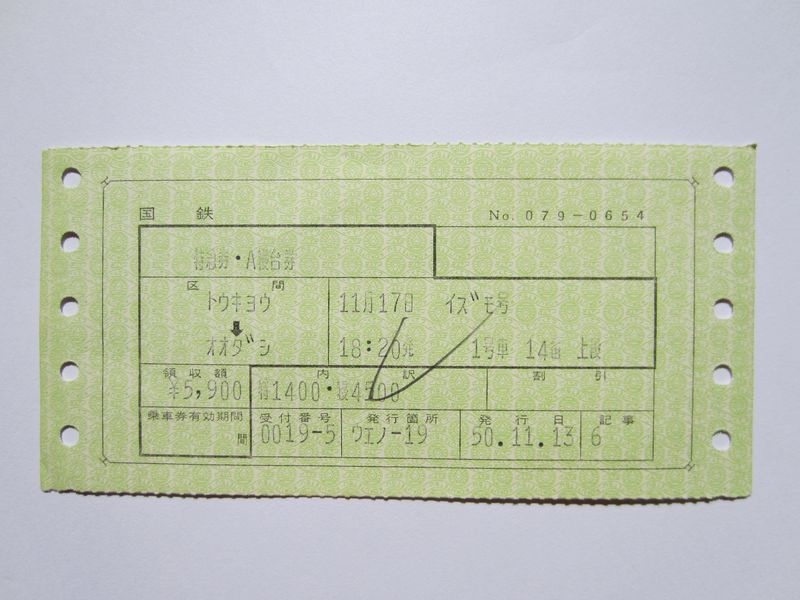 国鉄 No. 079-0654
特急券・A寝台券
区間
トウキヨウ 11月17日 イズモ号
オオダシ 18:20発 1号車 14番 上段
領収額 内訳 割引
¥5,900 特1400・寝4500
乗車券有効期間 受付番号 発行箇所 発行日 記事
間 0019-5 ウエノ-19 50.11.13 6